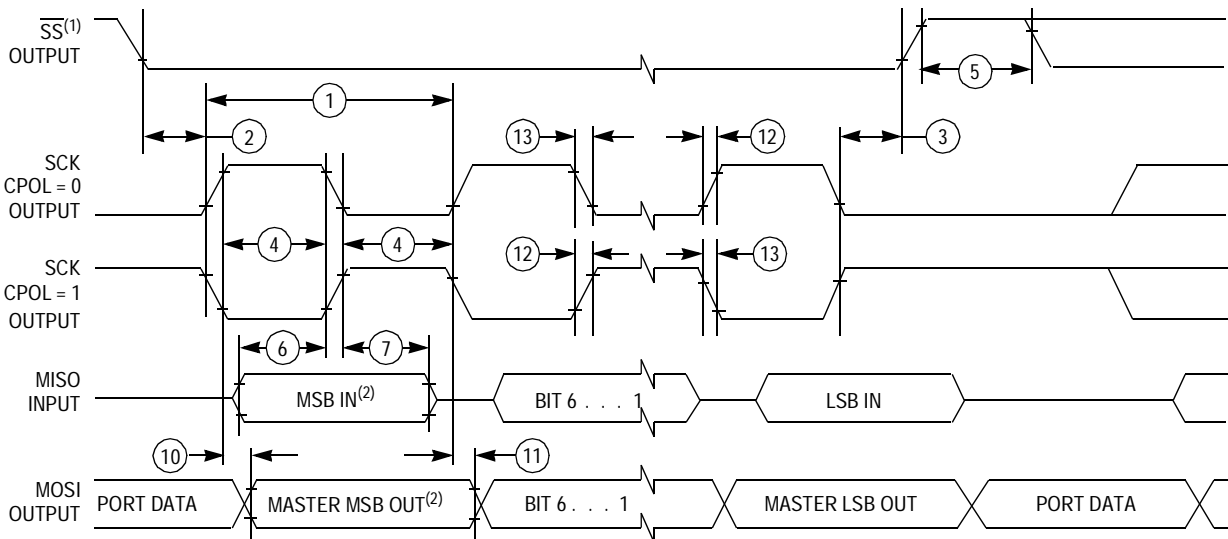 SS(1)
OUTPUT
5
1
2
13
12
3
SCK
CPOL = 0
OUTPUT
4
4
12
13
SCK
CPOL = 1
OUTPUT
6
7
MISO
INPUT
MSB IN(2)
BIT 6 . . . 1
LSB IN
10
11
MOSI
OUTPUT
PORT DATA
MASTER MSB OUT(2)
BIT 6 . . . 1
MASTER LSB OUT
PORT DATA